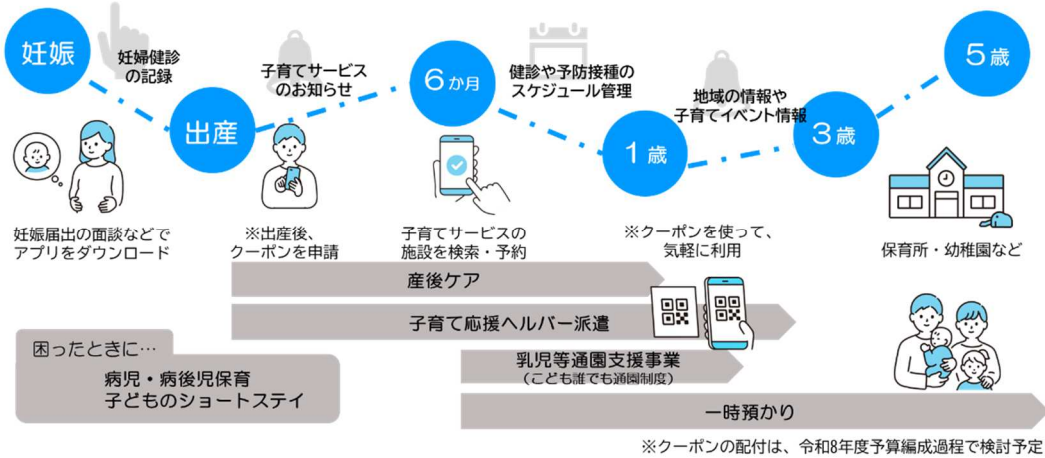 妊娠
妊婦健診
の記録
出産
子育てサービス
のお知らせ
6か月
健診や予防接種の
スケジュール管理
1歳
地域の情報や
子育てイベント情報
3歳
5歳
妊娠届出の面談などで
アプリをダウンロード
※出産後、
クーポンを申請
子育てサービスの
施設を検索・予約
※クーポンを使って、
気軽に利用
保育所・幼稚園など
産後ケア
子育て応援ヘルパー派遣
乳児等通園支援事業
（こども誰でも通園制度）
一時預かり
困ったときに…
病児・病後児保育
子どものショートステイ
※クーポンの配付は、令和8年度予算編成過程で検討予定